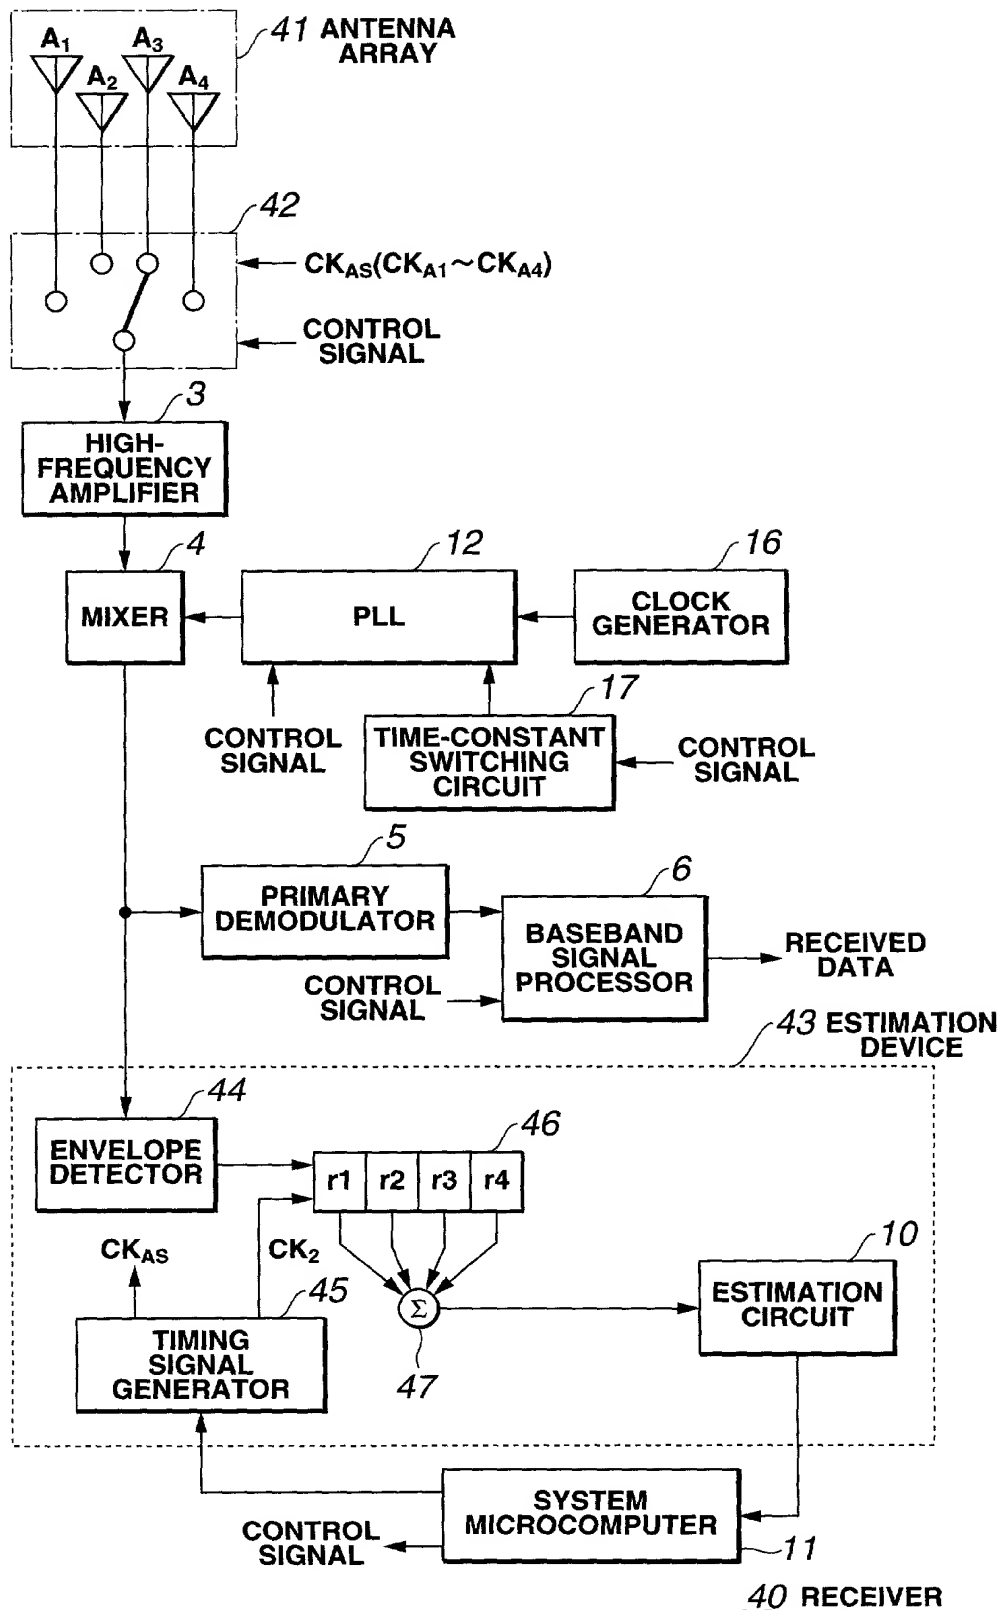 41 ANTENNA
ARRAY
A1
A2
A3
A4
42
CKAS(CKA1~CKA4)
CONTROL
SIGNAL
3
HIGH-
FREQUENCY
AMPLIFIER
4
MIXER
12
PLL
16
CLOCK
GENERATOR
CONTROL
SIGNAL
17
TIME-CONSTANT
SWITCHING
CIRCUIT
CONTROL
SIGNAL
5
PRIMARY
DEMODULATOR
6
BASEBAND
SIGNAL
PROCESSOR
RECEIVED
DATA
CONTROL
SIGNAL
43 ESTIMATION
DEVICE
44
ENVELOPE
DETECTOR
46
r1 r2 r3 r4
CKAS
CK2
45
TIMING
SIGNAL
GENERATOR
Σ
47
10
ESTIMATION
CIRCUIT
SYSTEM
MICROCOMPUTER
11
CONTROL
SIGNAL
40 RECEIVER